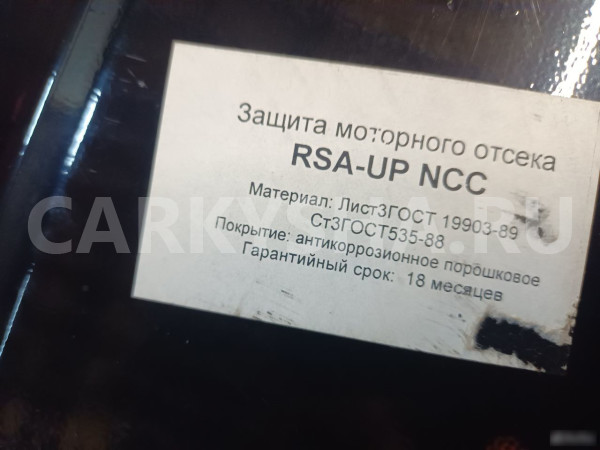 Защита моторного отсека
RSA-UP NCC
Материал: Лист3ГОСТ 19903-89
Ст3ГОСТ535-88
Покрытие: антикоррозионное порошковое
Гарантийный срок: 18 месяцев
CARKYSTA.RU